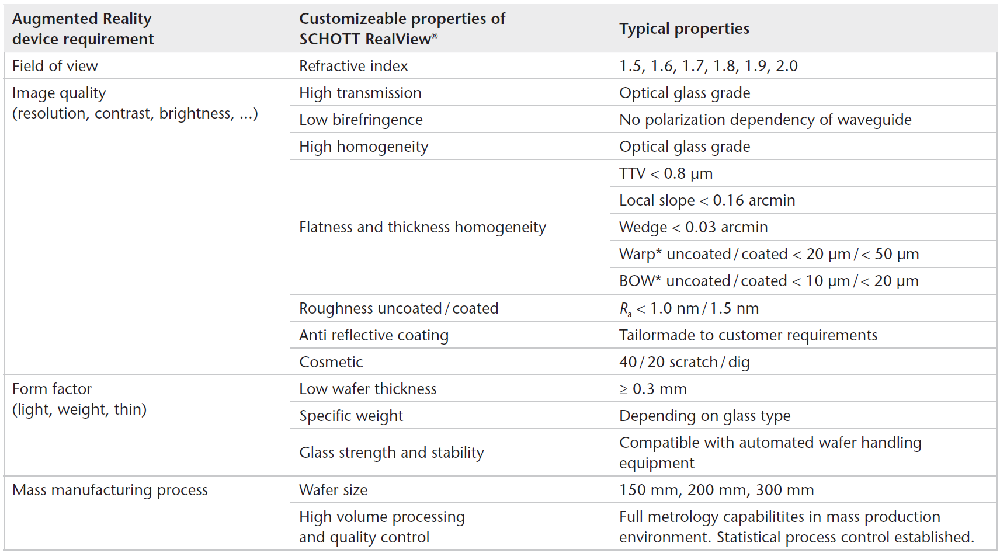 Augmented Reality
device requirement
Customizeable properties of
SCHOTT RealView®
Typical properties
Field of view
Refractive index
1.5, 1.6, 1.7, 1.8, 1.9, 2.0
Image quality
(resolution, contrast, brightness, ...)
High transmission
Optical glass grade
Low birefringence
No polarization dependency of waveguide
High homogeneity
Optical glass grade
Flatness and thickness homogeneity
TTV < 0.8 µm
Local slope < 0.16 arcmin
Wedge < 0.03 arcmin
Warp* uncoated / coated < 20 µm / < 50 µm
BOW* uncoated / coated < 10 µm / < 20 µm
Roughness uncoated / coated
Ra < 1.0 nm / 1.5 nm
Anti reflective coating
Tailormade to customer requirements
Cosmetic
40 / 20 scratch / dig
Form factor
(light, weight, thin)
Low wafer thickness
≥ 0.3 mm
Specific weight
Depending on glass type
Glass strength and stability
Compatible with automated wafer handling
equipment
Mass manufacturing process
Wafer size
150 mm, 200 mm, 300 mm
High volume processing
and quality control
Full metrology capabilitites in mass production
environment. Statistical process control established.